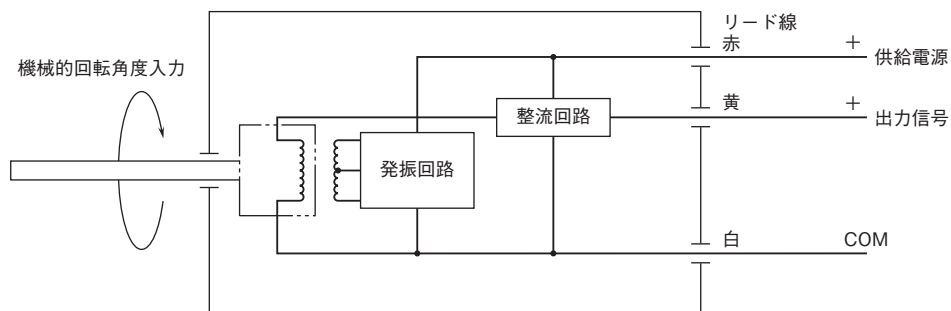 リード線
赤
+
供給電源
機械的回転角度入力
黄
+
出力信号
整流回路
発振回路
白
COM